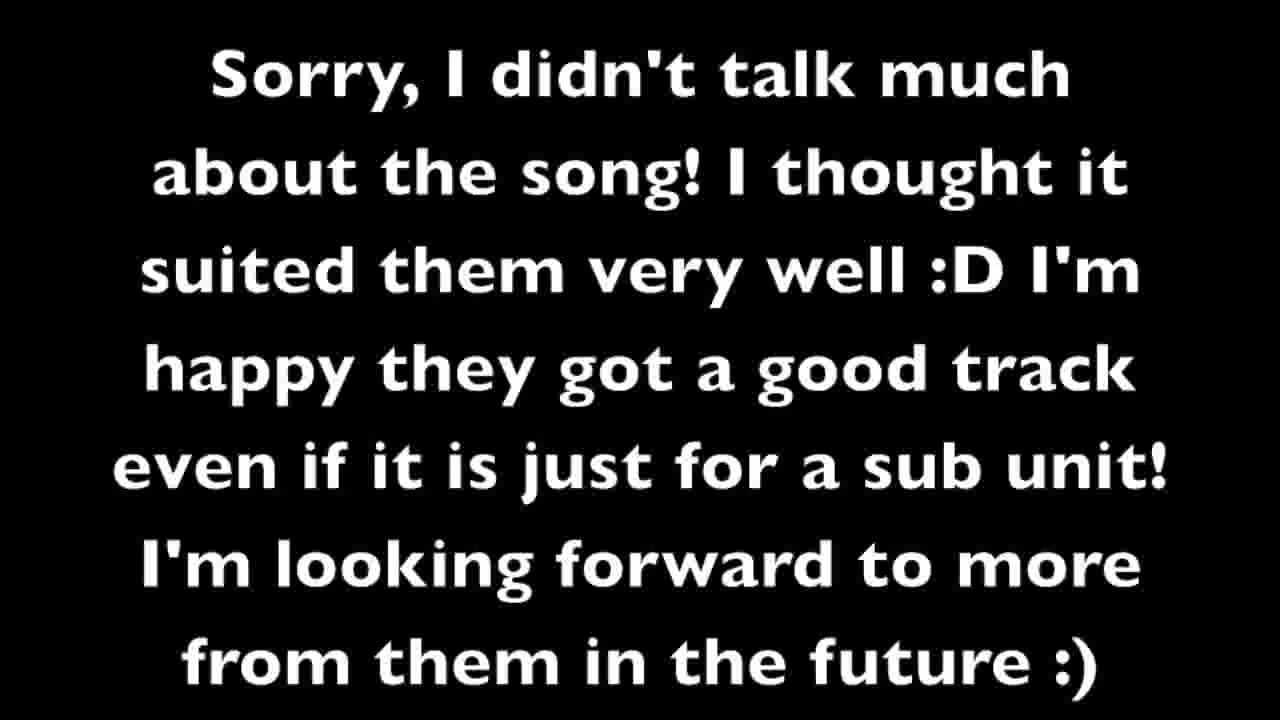 Sorry, I didn't talk much
about the song! I thought it
suited them very well :D I'm
happy they got a good track
even if it is just for a sub unit!
I'm looking forward to more
from them in the future :)